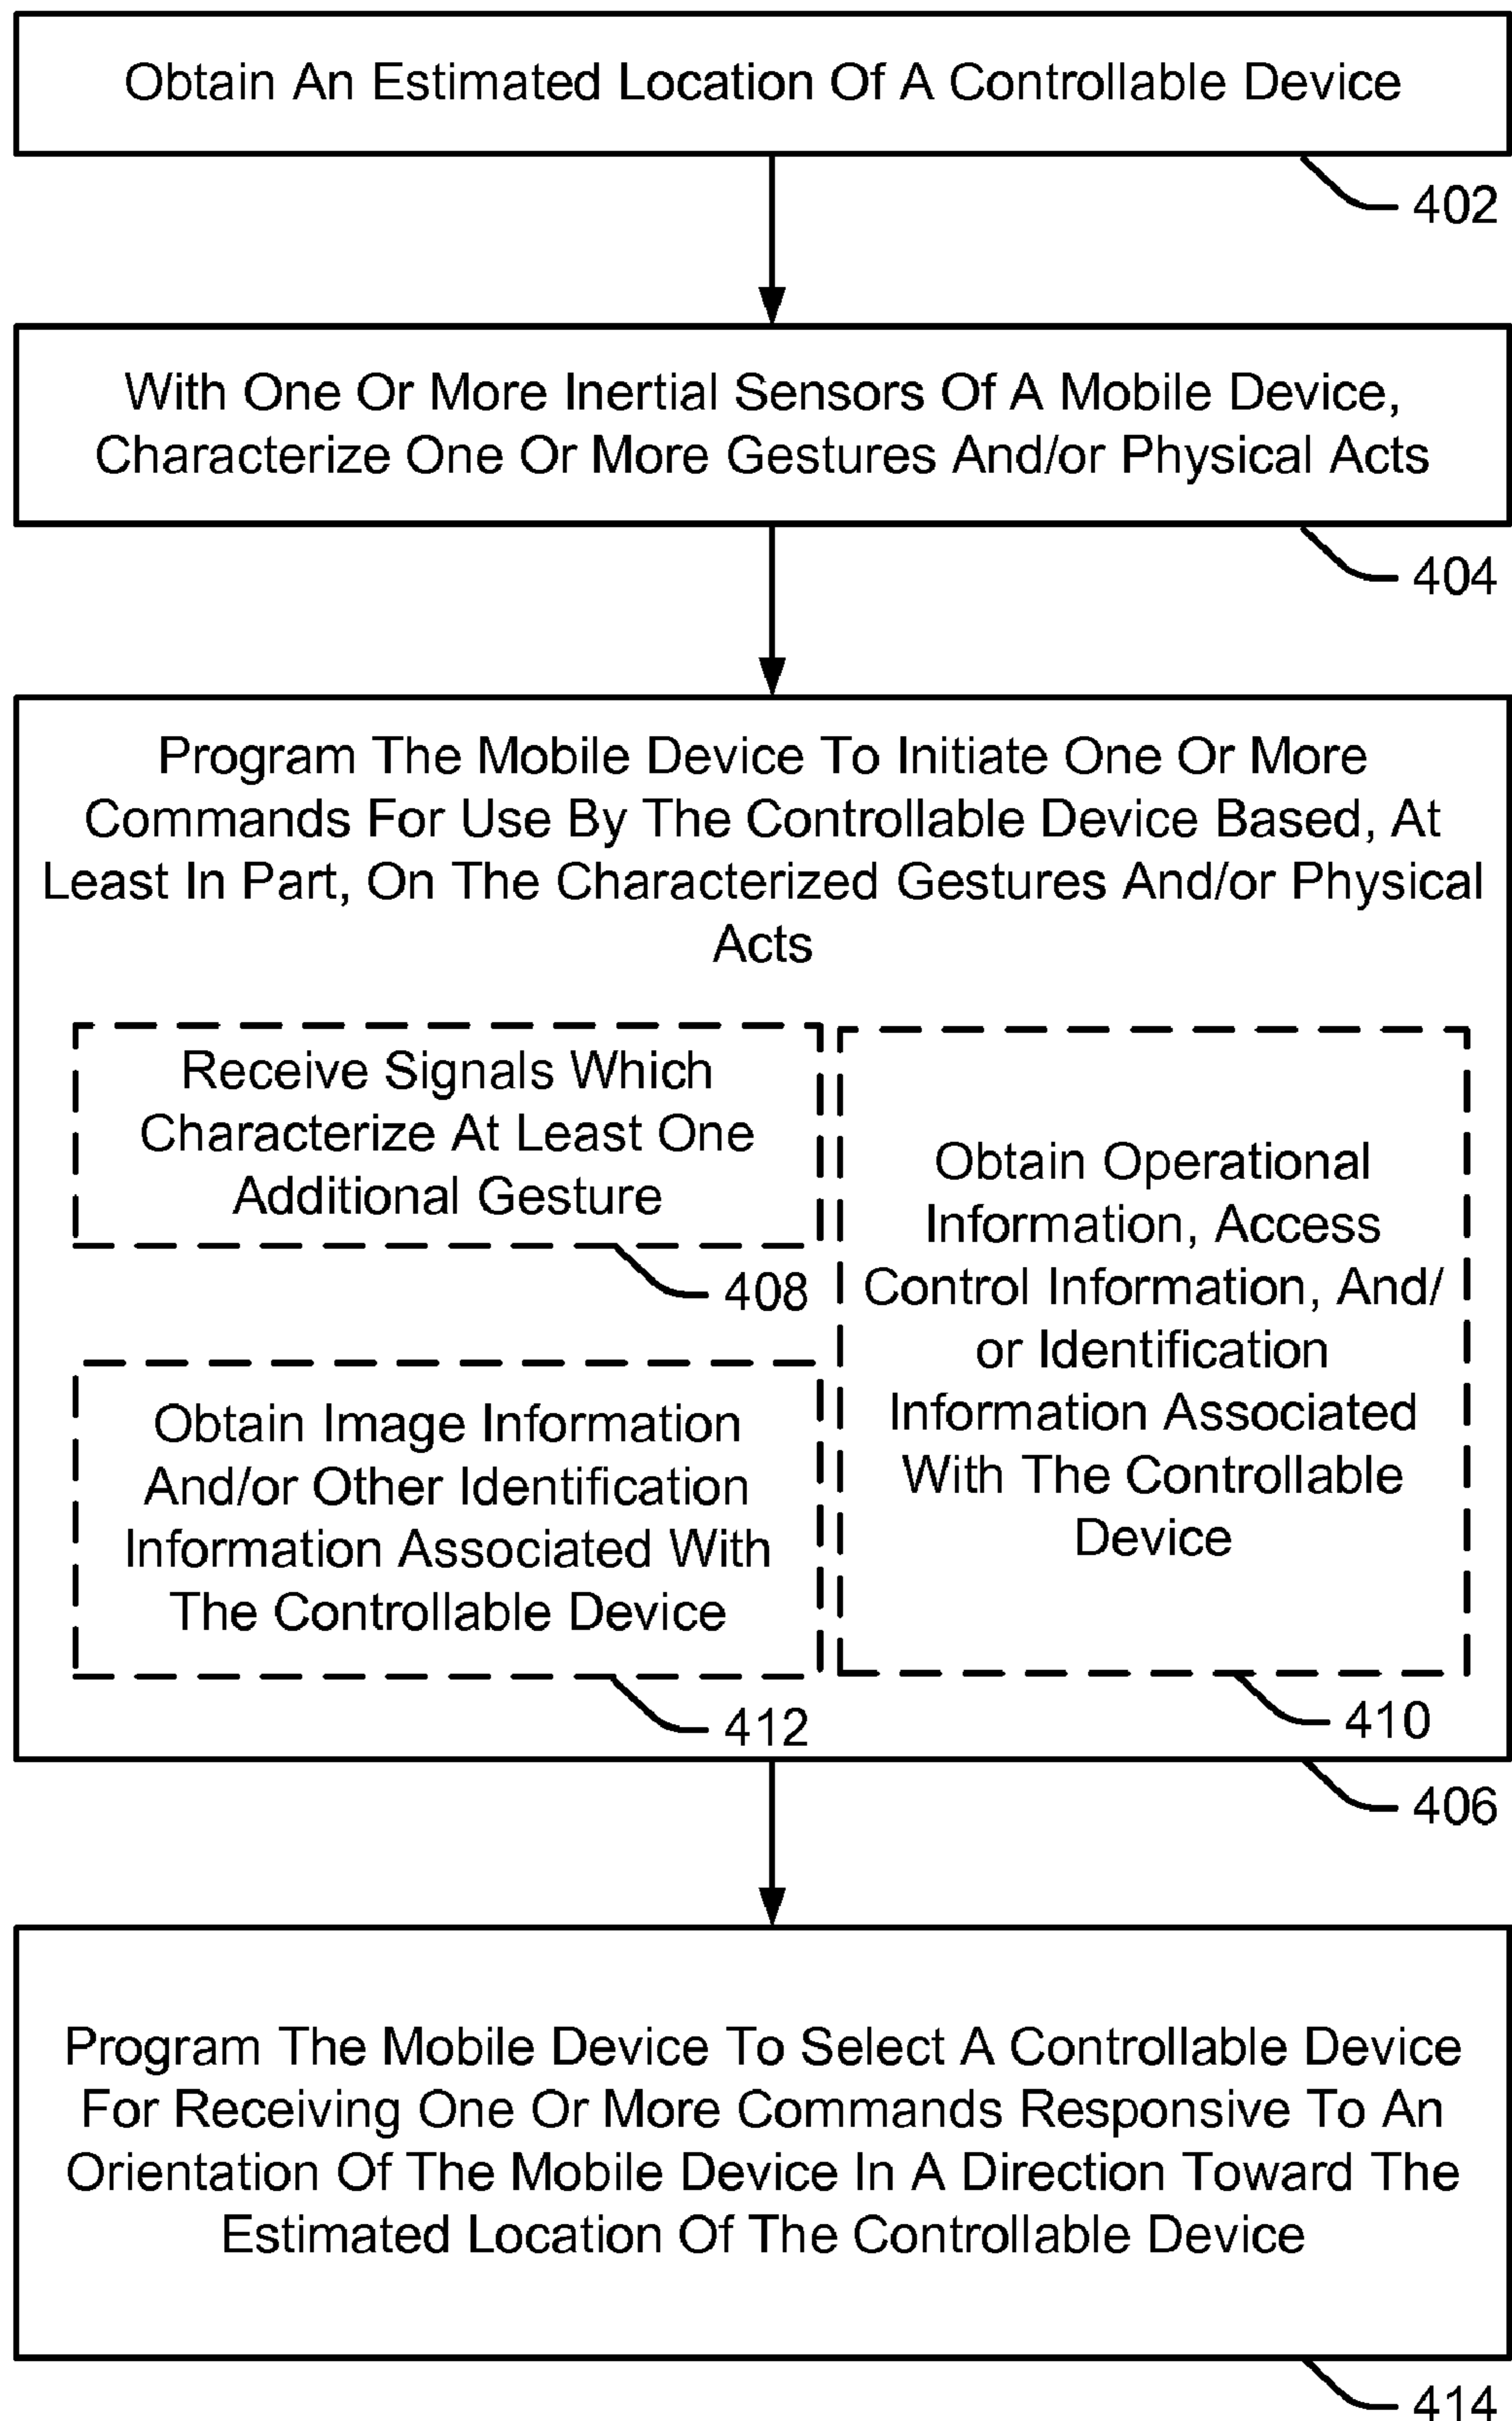 Obtain An Estimated Location Of A Controllable Device
402
With One Or More Inertial Sensors Of A Mobile Device,
Characterize One Or More Gestures And/or Physical Acts
404
Program The Mobile Device To Initiate One Or More
Commands For Use By The Controllable Device Based, At
Least In Part, On The Characterized Gestures And/or Physical
Acts
Receive Signals Which
Characterize At Least One
Additional Gesture
408
Obtain Operational
Information, Access
Control Information, And/
or Identification
Information Associated
With The Controllable
Device
410
Obtain Image Information
And/or Other Identification
Information Associated With
The Controllable Device
412
406
Program The Mobile Device To Select A Controllable Device
For Receiving One Or More Commands Responsive To An
Orientation Of The Mobile Device In A Direction Toward The
Estimated Location Of The Controllable Device
414